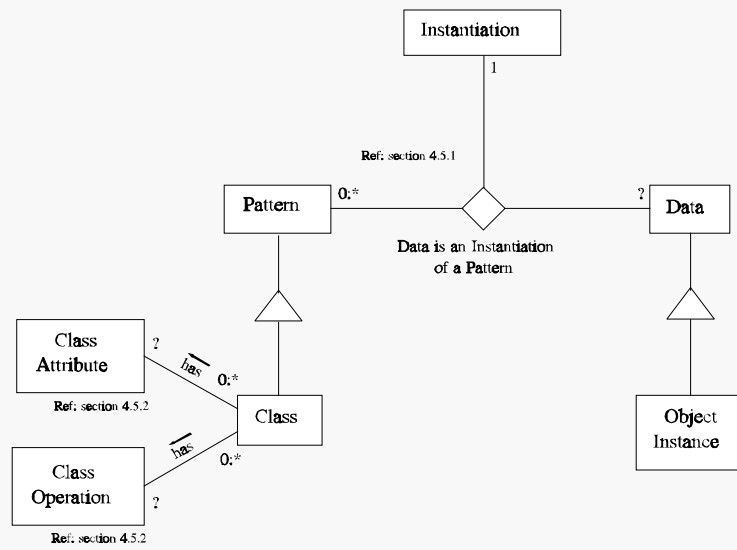 Instantiation
1
Ref: section 4.5.1
Pattern
0:*
?
Data
Data is an Instantiation
of a Pattern
Class
Attribute
?
has
0:*
Ref: section 4.5.2
Class
has
0:*
Object
Instance
Class
Operation
?
Ref: section 4.5.2